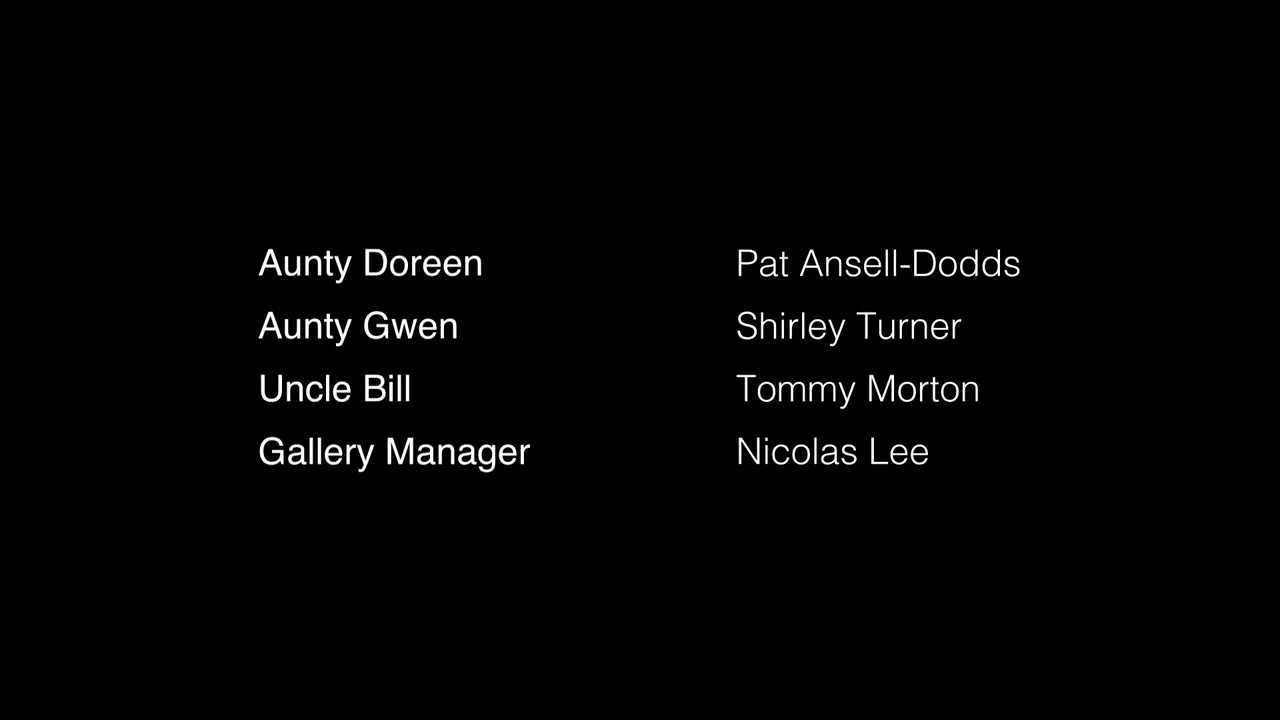 Aunty Doreen Pat Ansell-Dodds
Aunty Gwen Shirley Turner
Uncle Bill Tommy Morton
Gallery Manager Nicolas Lee